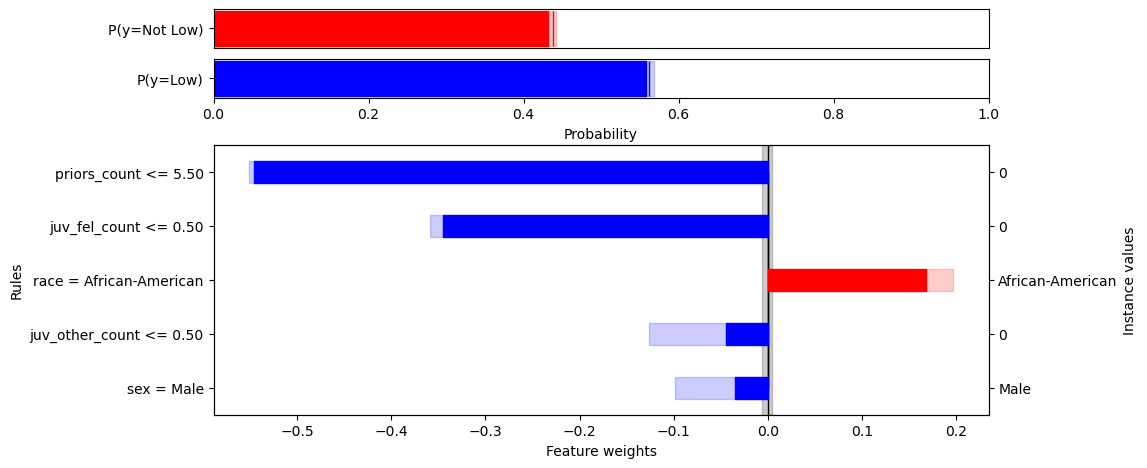 P(y=Not Low)
P(y=Low)
0.0 0.2 0.4 0.6 0.8 1.0
Probability
Rules
priors_count <= 5.50 0
juv_fel_count <= 0.50 0
race = African-American African-American
juv_other_count <= 0.50 0
sex = Male Male
Instance values
−0.5 −0.4 −0.3 −0.2 −0.1 0.0 0.1 0.2
Feature weights